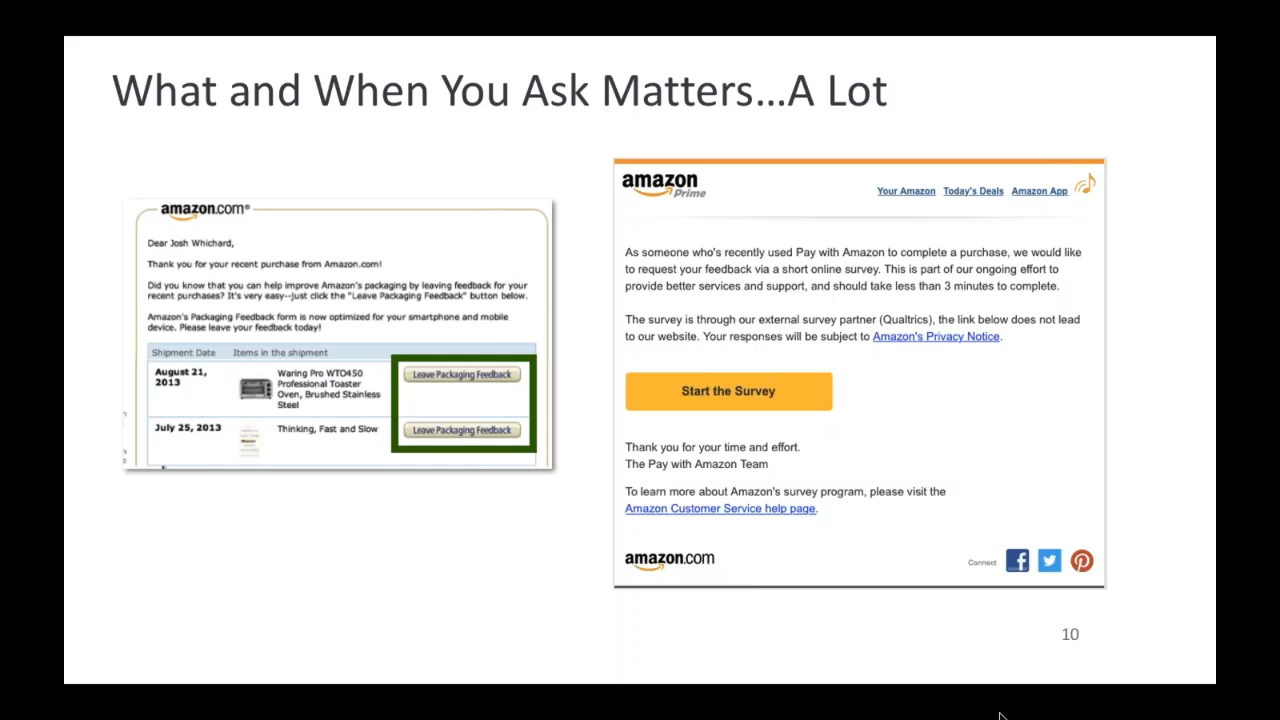 What and When You Ask Matters...A Lot
amazon.com®
Dear Josh Whichard,
Thank you for your recent purchase from Amazon.com!
Did you know that you can help improve Amazon's packaging by leaving feedback for your
recent purchases? It's very easy--just click the "Leave Packaging Feedback" button below.
Amazon's Packaging Feedback form is now optimized for your smartphone and mobile
device. Please leave your feedback today!
Shipment Date Items in the shipment
August 21,
2013
Waring Pro WTO450
Professional Toaster
Oven, Brushed Stainless
Steel
Leave Packaging Feedback
July 25, 2013 Thinking, Fast and Slow Leave Packaging Feedback
amazon
Prime
Your Amazon Today's Deals Amazon App
As someone who's recently used Pay with Amazon to complete a purchase, we would like
to request your feedback via a short online survey. This is part of our ongoing effort to
provide better services and support, and should take less than 3 minutes to complete.
The survey is through our external survey partner (Qualtrics), the link below does not lead
to our website. Your responses will be subject to Amazon's Privacy Notice.
Start the Survey
Thank you for your time and effort.
The Pay with Amazon Team
To learn more about Amazon's survey program, please visit the
Amazon Customer Service help page.
amazon.com
Connect
10